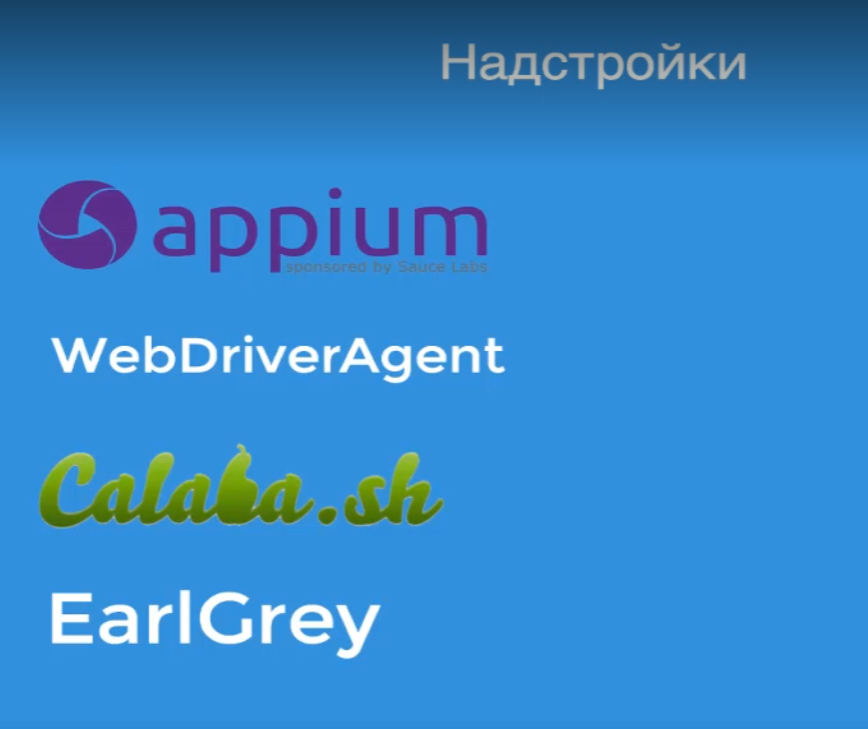 Надстройки
appium
sponsored by Sauce Labs
WebDriverAgent
Calaba.sh
EarlGrey